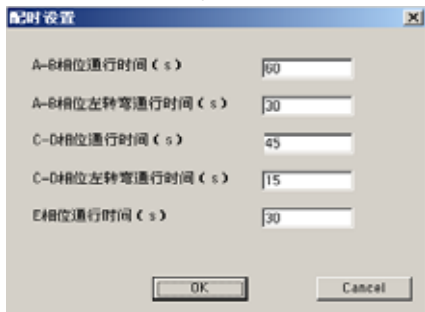 配时设置
A-B相位通行时间(s)
60
A-B相位左转弯通行时间(s)
30
C-D相位通行时间(s)
45
C-D相位左转弯通行时间(s)
15
E相位通行时间(s)
30
OK
Cancel